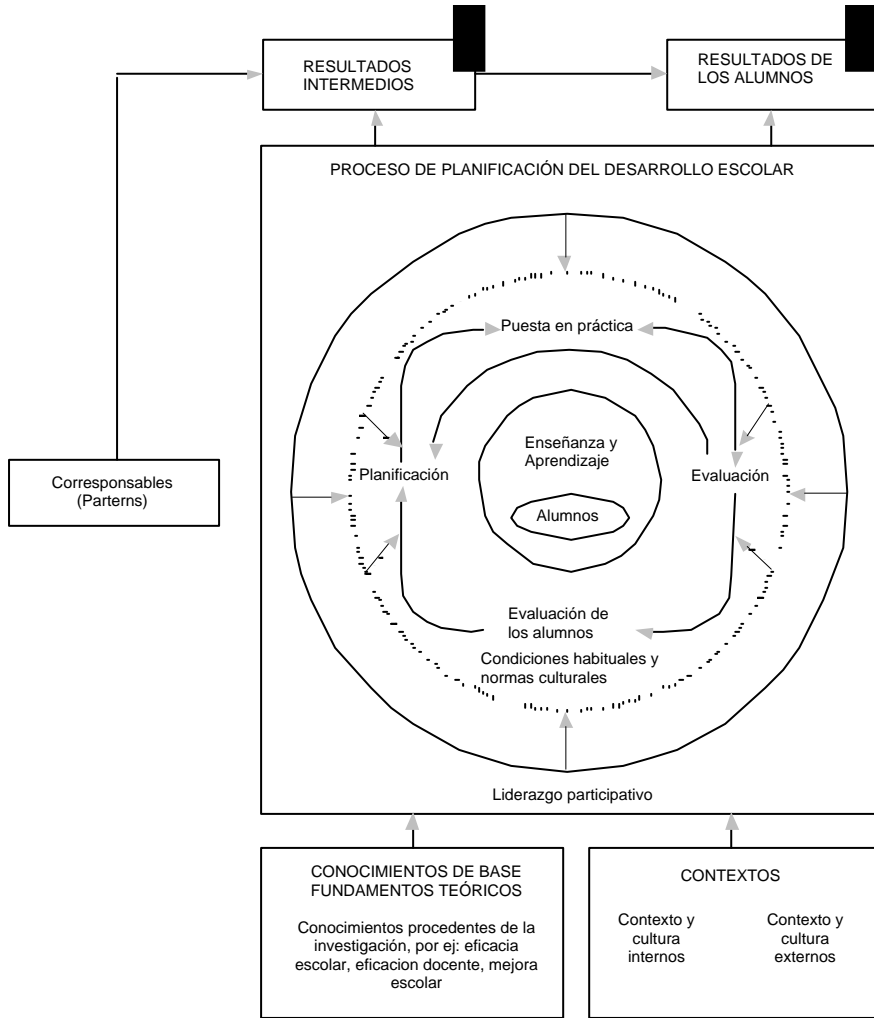 RESULTADOS
INTERMEDIOS
RESULTADOS DE
LOS ALUMNOS
PROCESO DE PLANIFICACIÓN DEL DESARROLLO ESCOLAR
Puesta en práctica
Enseñanza y
Aprendizaje
Planificación
Evaluación
Alumnos
Corresponsables
(Parterns)
Evaluación de
los alumnos
Condiciones habituales y
normas culturales
Liderazgo participativo
CONOCIMIENTOS DE BASE
FUNDAMENTOS TEÓRICOS
Conocimientos procedentes de la
investigación, por ej: eficacia
escolar, eficacion docente, mejora
escolar
CONTEXTOS
Contexto y
cultura
internos
Contexto y
cultura
externos